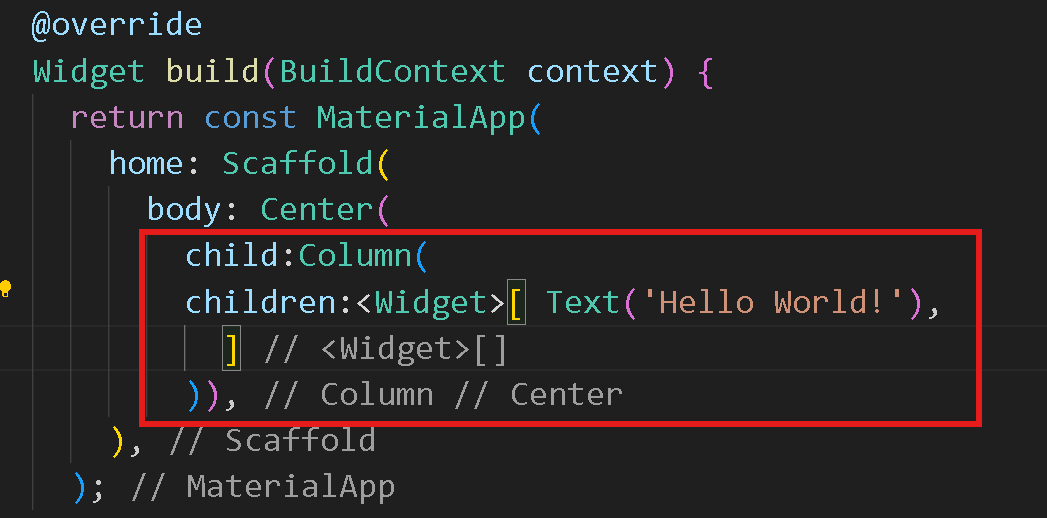 @override
Widget build(BuildContext context) {
return const MaterialApp(
home: Scaffold(
body: Center(
child:Column(
children:<Widget>[ Text('Hello World!'),
] // <Widget>[]
)), // Column // Center
), // Scaffold
); // MaterialApp